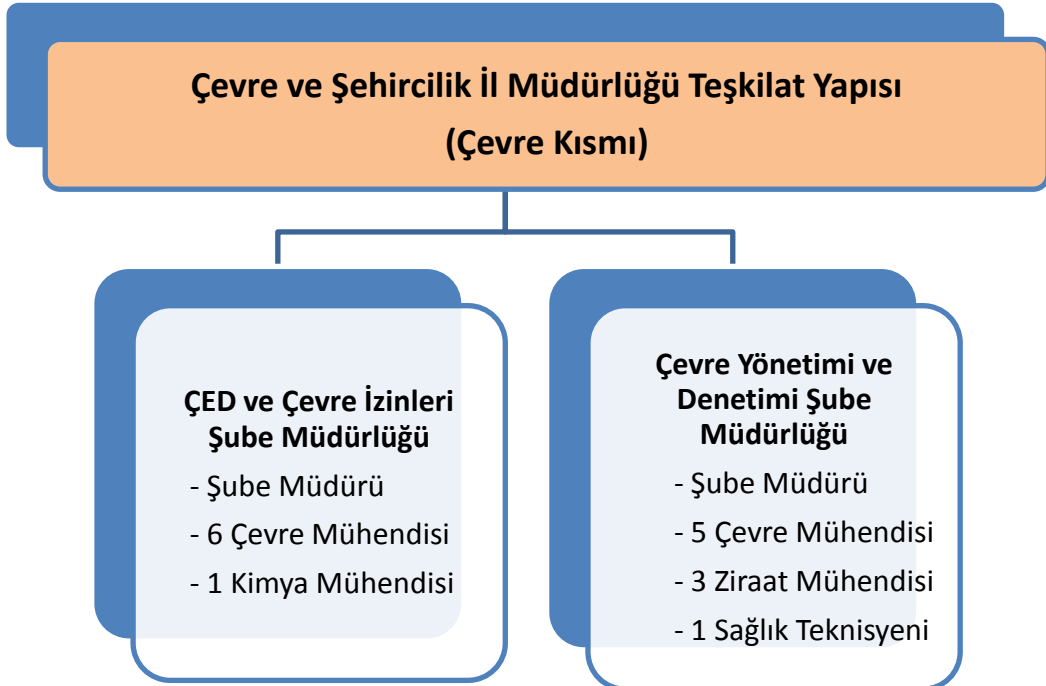 Çevre ve Şehircilik İl Müdürlüğü Teşkilat Yapısı
(Çevre Kısmı)
ÇED ve Çevre İzinleri
Şube Müdürlüğü
- Şube Müdürü
- 6 Çevre Mühendisi
- 1 Kimya Mühendisi
Çevre Yönetimi ve
Denetimi Şube
Müdürlüğü
- Şube Müdürü
- 5 Çevre Mühendisi
- 3 Ziraat Mühendisi
- 1 Sağlık Teknisyeni